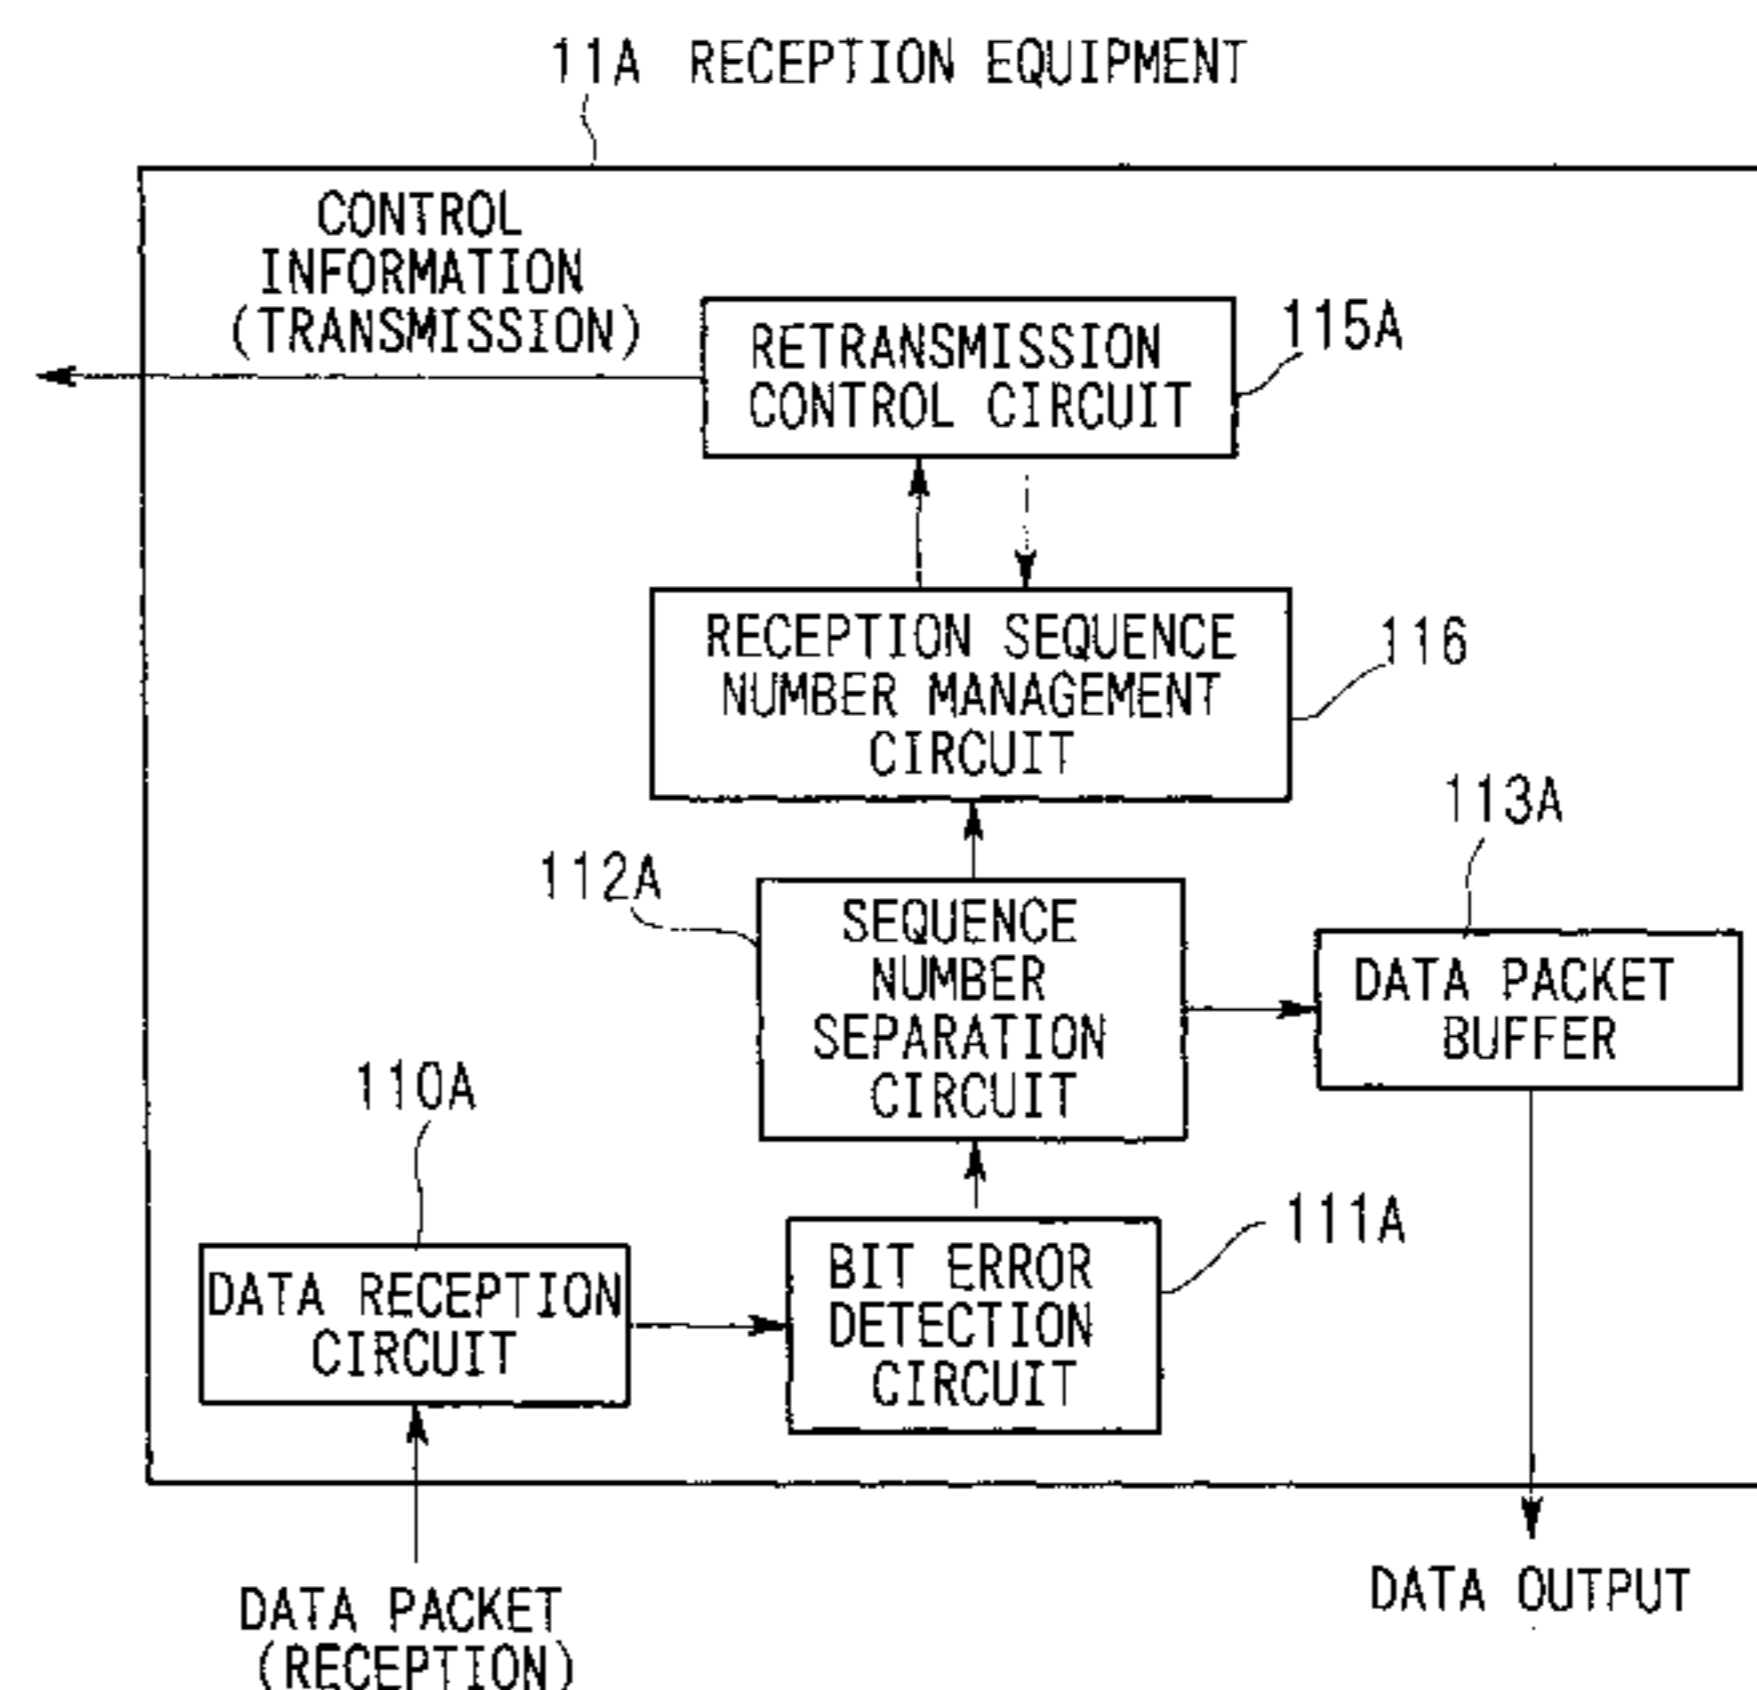 11A RECEPTION EQUIPMENT
CONTROL
INFORMATION
(TRANSMISSION)
RETRANSMISSION
CONTROL CIRCUIT
115A
RECEPTION SEQUENCE
NUMBER MANAGEMENT
CIRCUIT
116
113A
112A
SEQUENCE
NUMBER
SEPARATION
CIRCUIT
DATA PACKET
BUFFER
110A
111A
DATA RECEPTION
CIRCUIT
BIT ERROR
DETECTION
CIRCUIT
DATA PACKET
(RECEPTION)
DATA OUTPUT